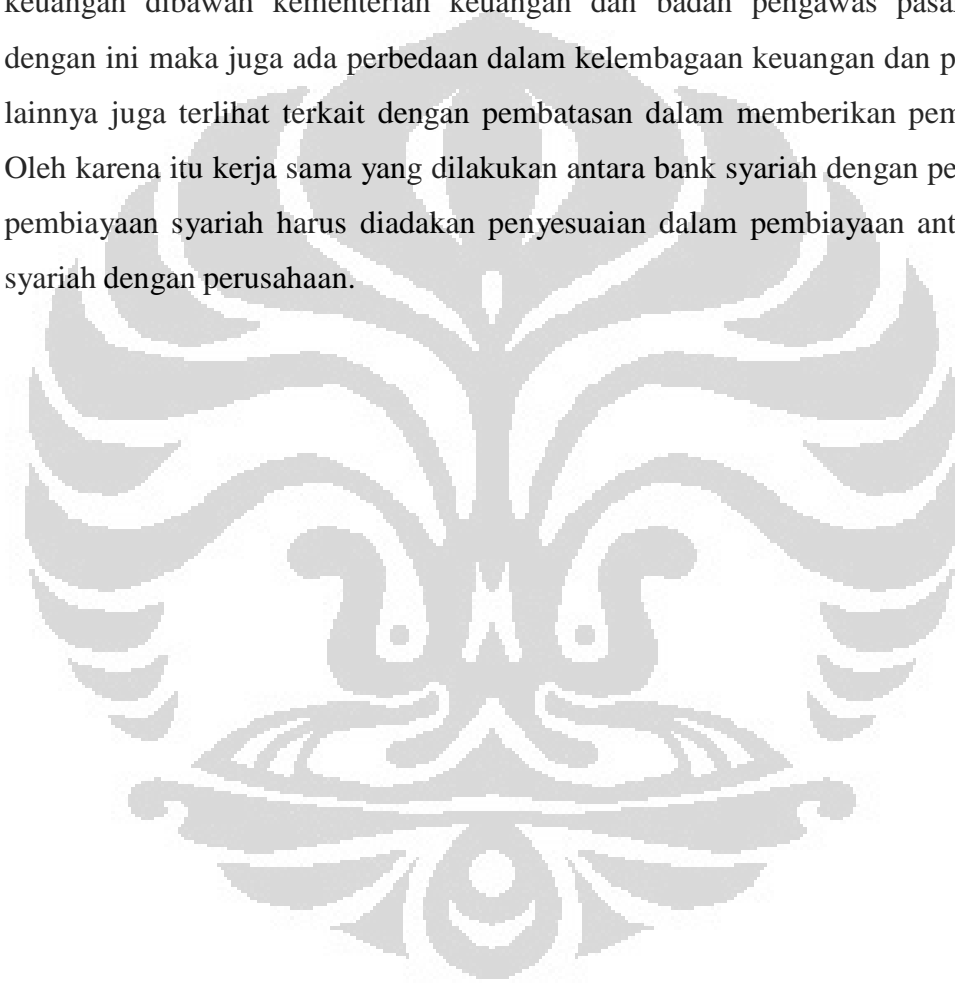 keuangan dibawah kementerian keuangan dan badan pengawas pasa
dengan ini maka juga ada perbedaan dalam kelembagaan keuangan dan p
lainnya juga terlihat terkait dengan pembatasan dalam memberikan pem
Oleh karena itu kerja sama yang dilakukan antara bank syariah dengan pe
pembiayaan syariah harus diadakan penyesuaian dalam pembiayaan ant
syariah dengan perusahaan.